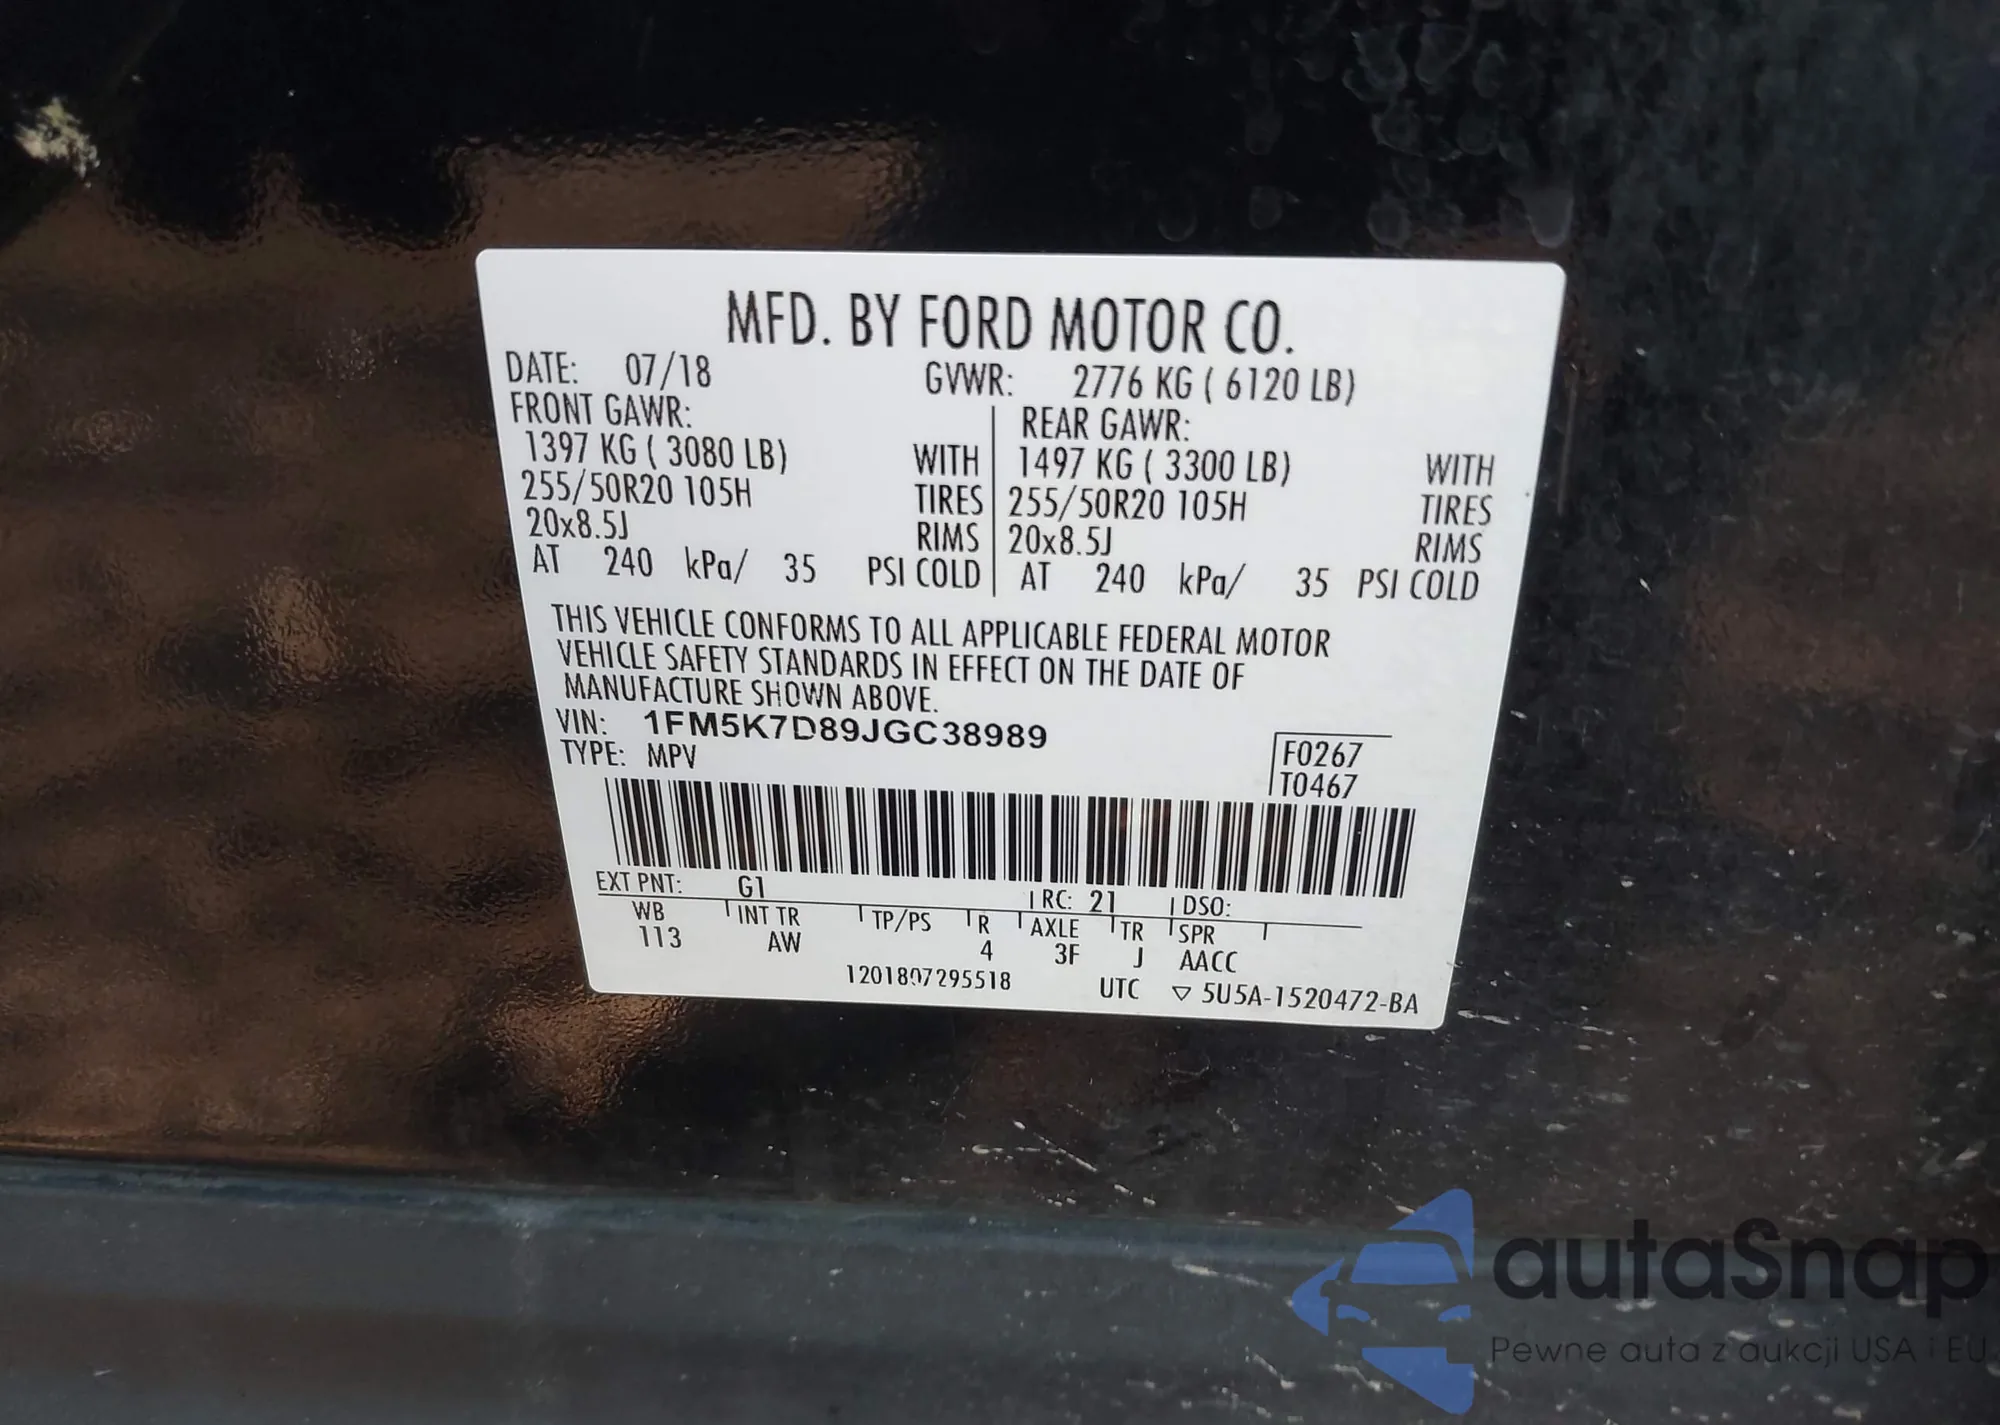 MFD. BY FORD MOTOR CO.
DATE: 07/18 GVWR: 2776 KG ( 6120 LB)
FRONT GAWR: REAR GAWR:
1397 KG ( 3080 LB) WITH 1497 KG ( 3300 LB) WITH
255/50R20 105H TIRES 255/50R20 105H TIRES
20x8.5J RIMS 20x8.5J RIMS
AT 240 kPa/ 35 PSI COLD AT 240 kPa/ 35 PSI COLD
THIS VEHICLE CONFORMS TO ALL APPLICABLE FEDERAL MOTOR
VEHICLE SAFETY STANDARDS IN EFFECT ON THE DATE OF
MANUFACTURE SHOWN ABOVE.
VIN: 1FM5K7D89JGC38989
TYPE: MPV
F0267
T0467
EXT PNT: G1 RC: 21 DSO:
WB INT TR TP/PS R AXLE TR SPR
113 AW 4 3F J AACC
1201807295518 UTC ▽ 5U5A-1520472-BA
autaSnap
Pewne auta z aukcji USA i EU